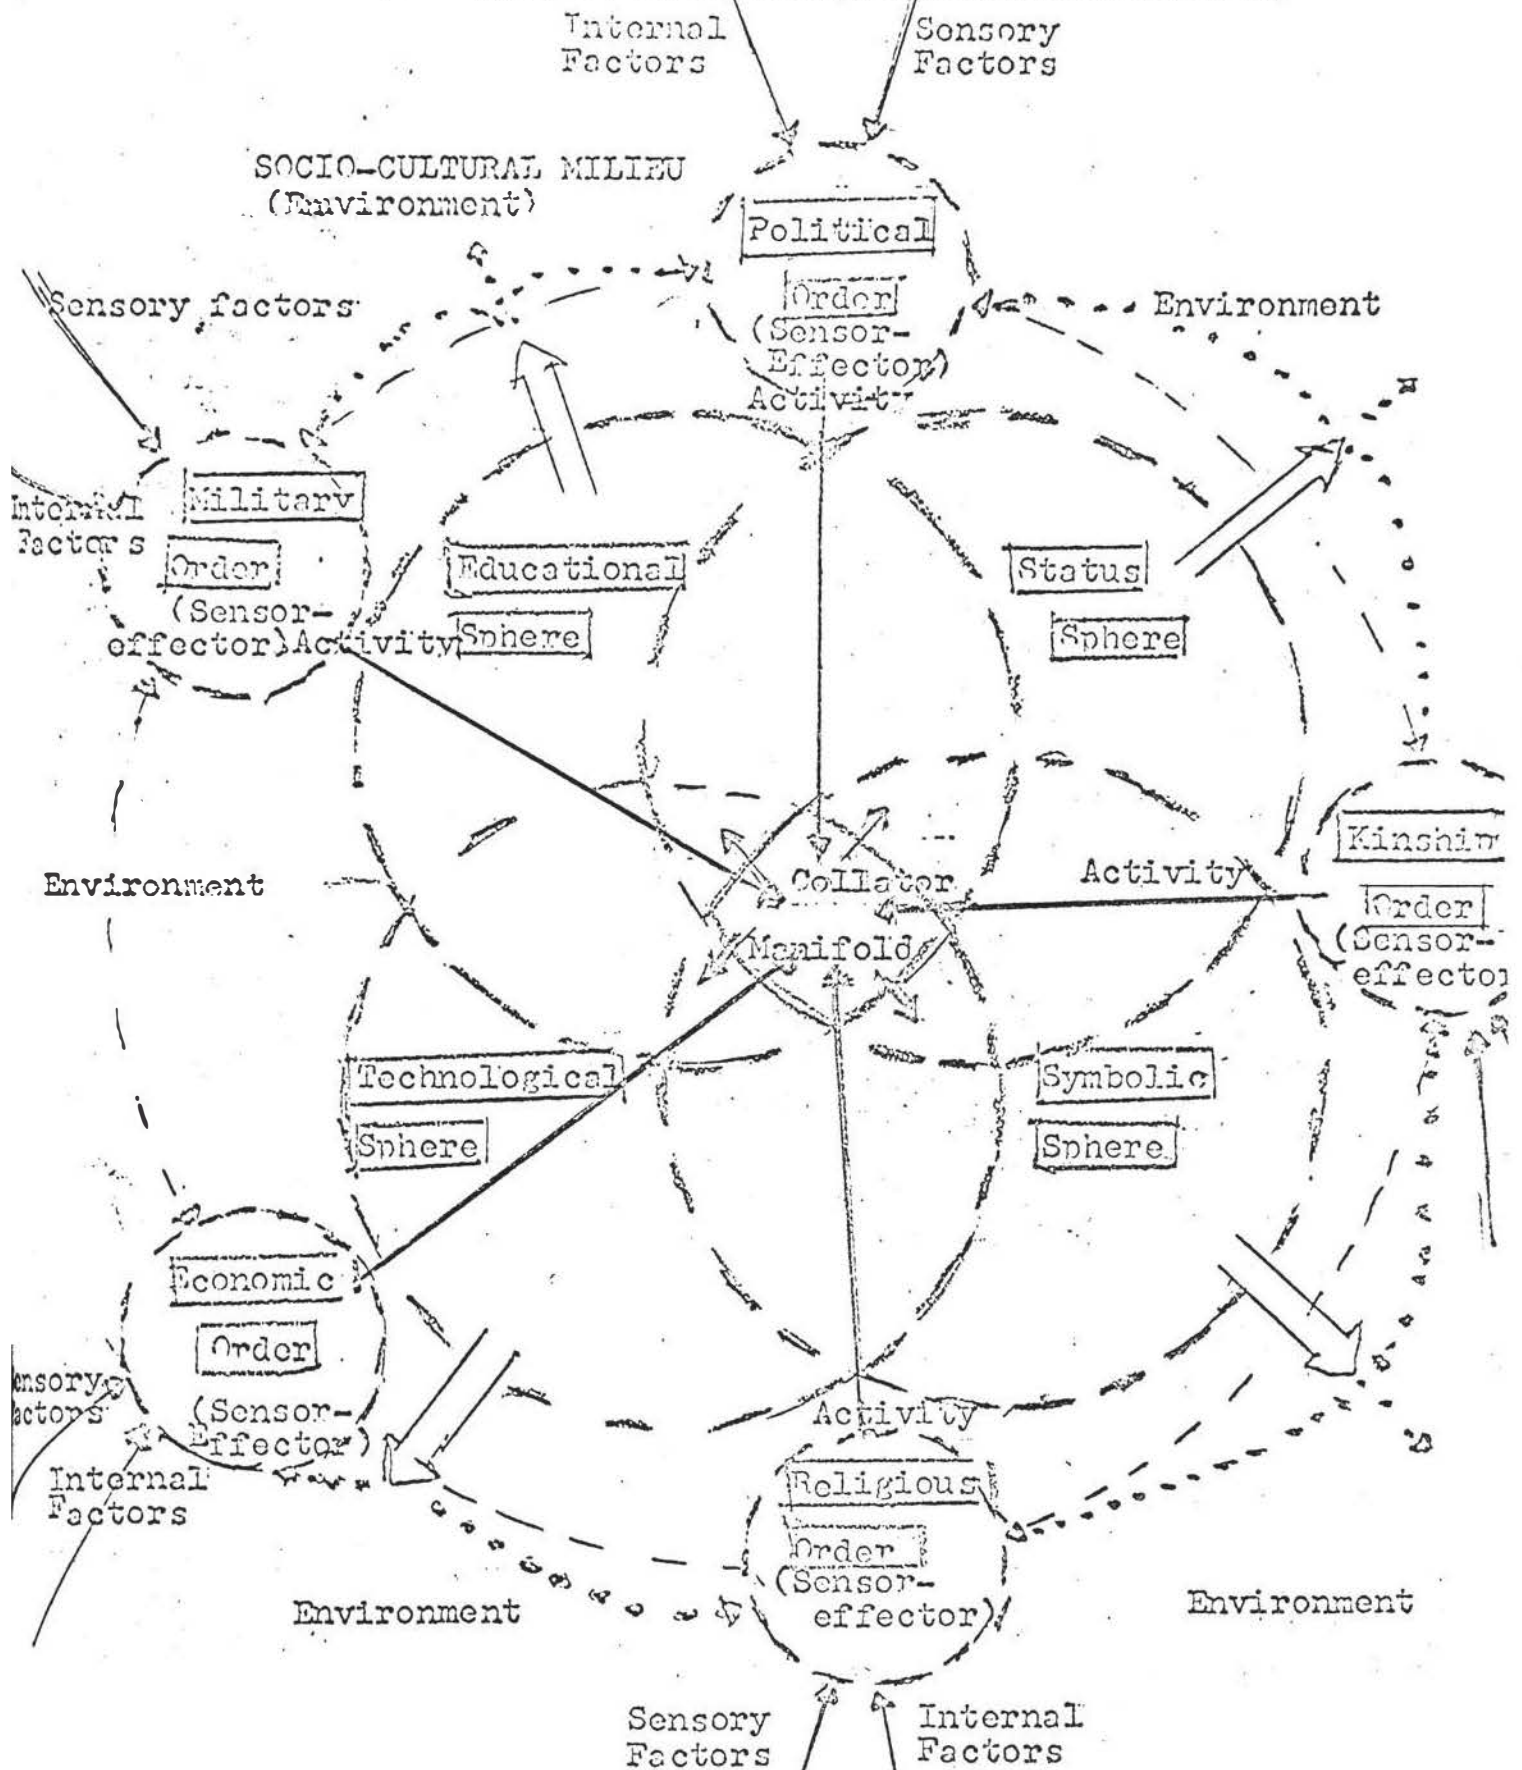 Internal
Factors
Sensory
Factors
SOCIO-CULTURAL MILIEU
(Environment)
Political
Order
(Sensor-
Effector)
Activity
Sensory factors
Environment
Internal
Factors
Military
Order
(Sensor-
effector)Activity
Educational
Sphere
Status
Sphere
Environment
Collator
Manifold
Activity
Kinship
Order
(Sensor-
effector
Technological
Sphere
Symbolic
Sphere
Economic
Order
(Sensor-
Effector)
ensory
actors
Internal
Factors
Activity
Religious
Order
(Sensor-
effector)
Environment
Environment
Sensory
Factors
Internal
Factors